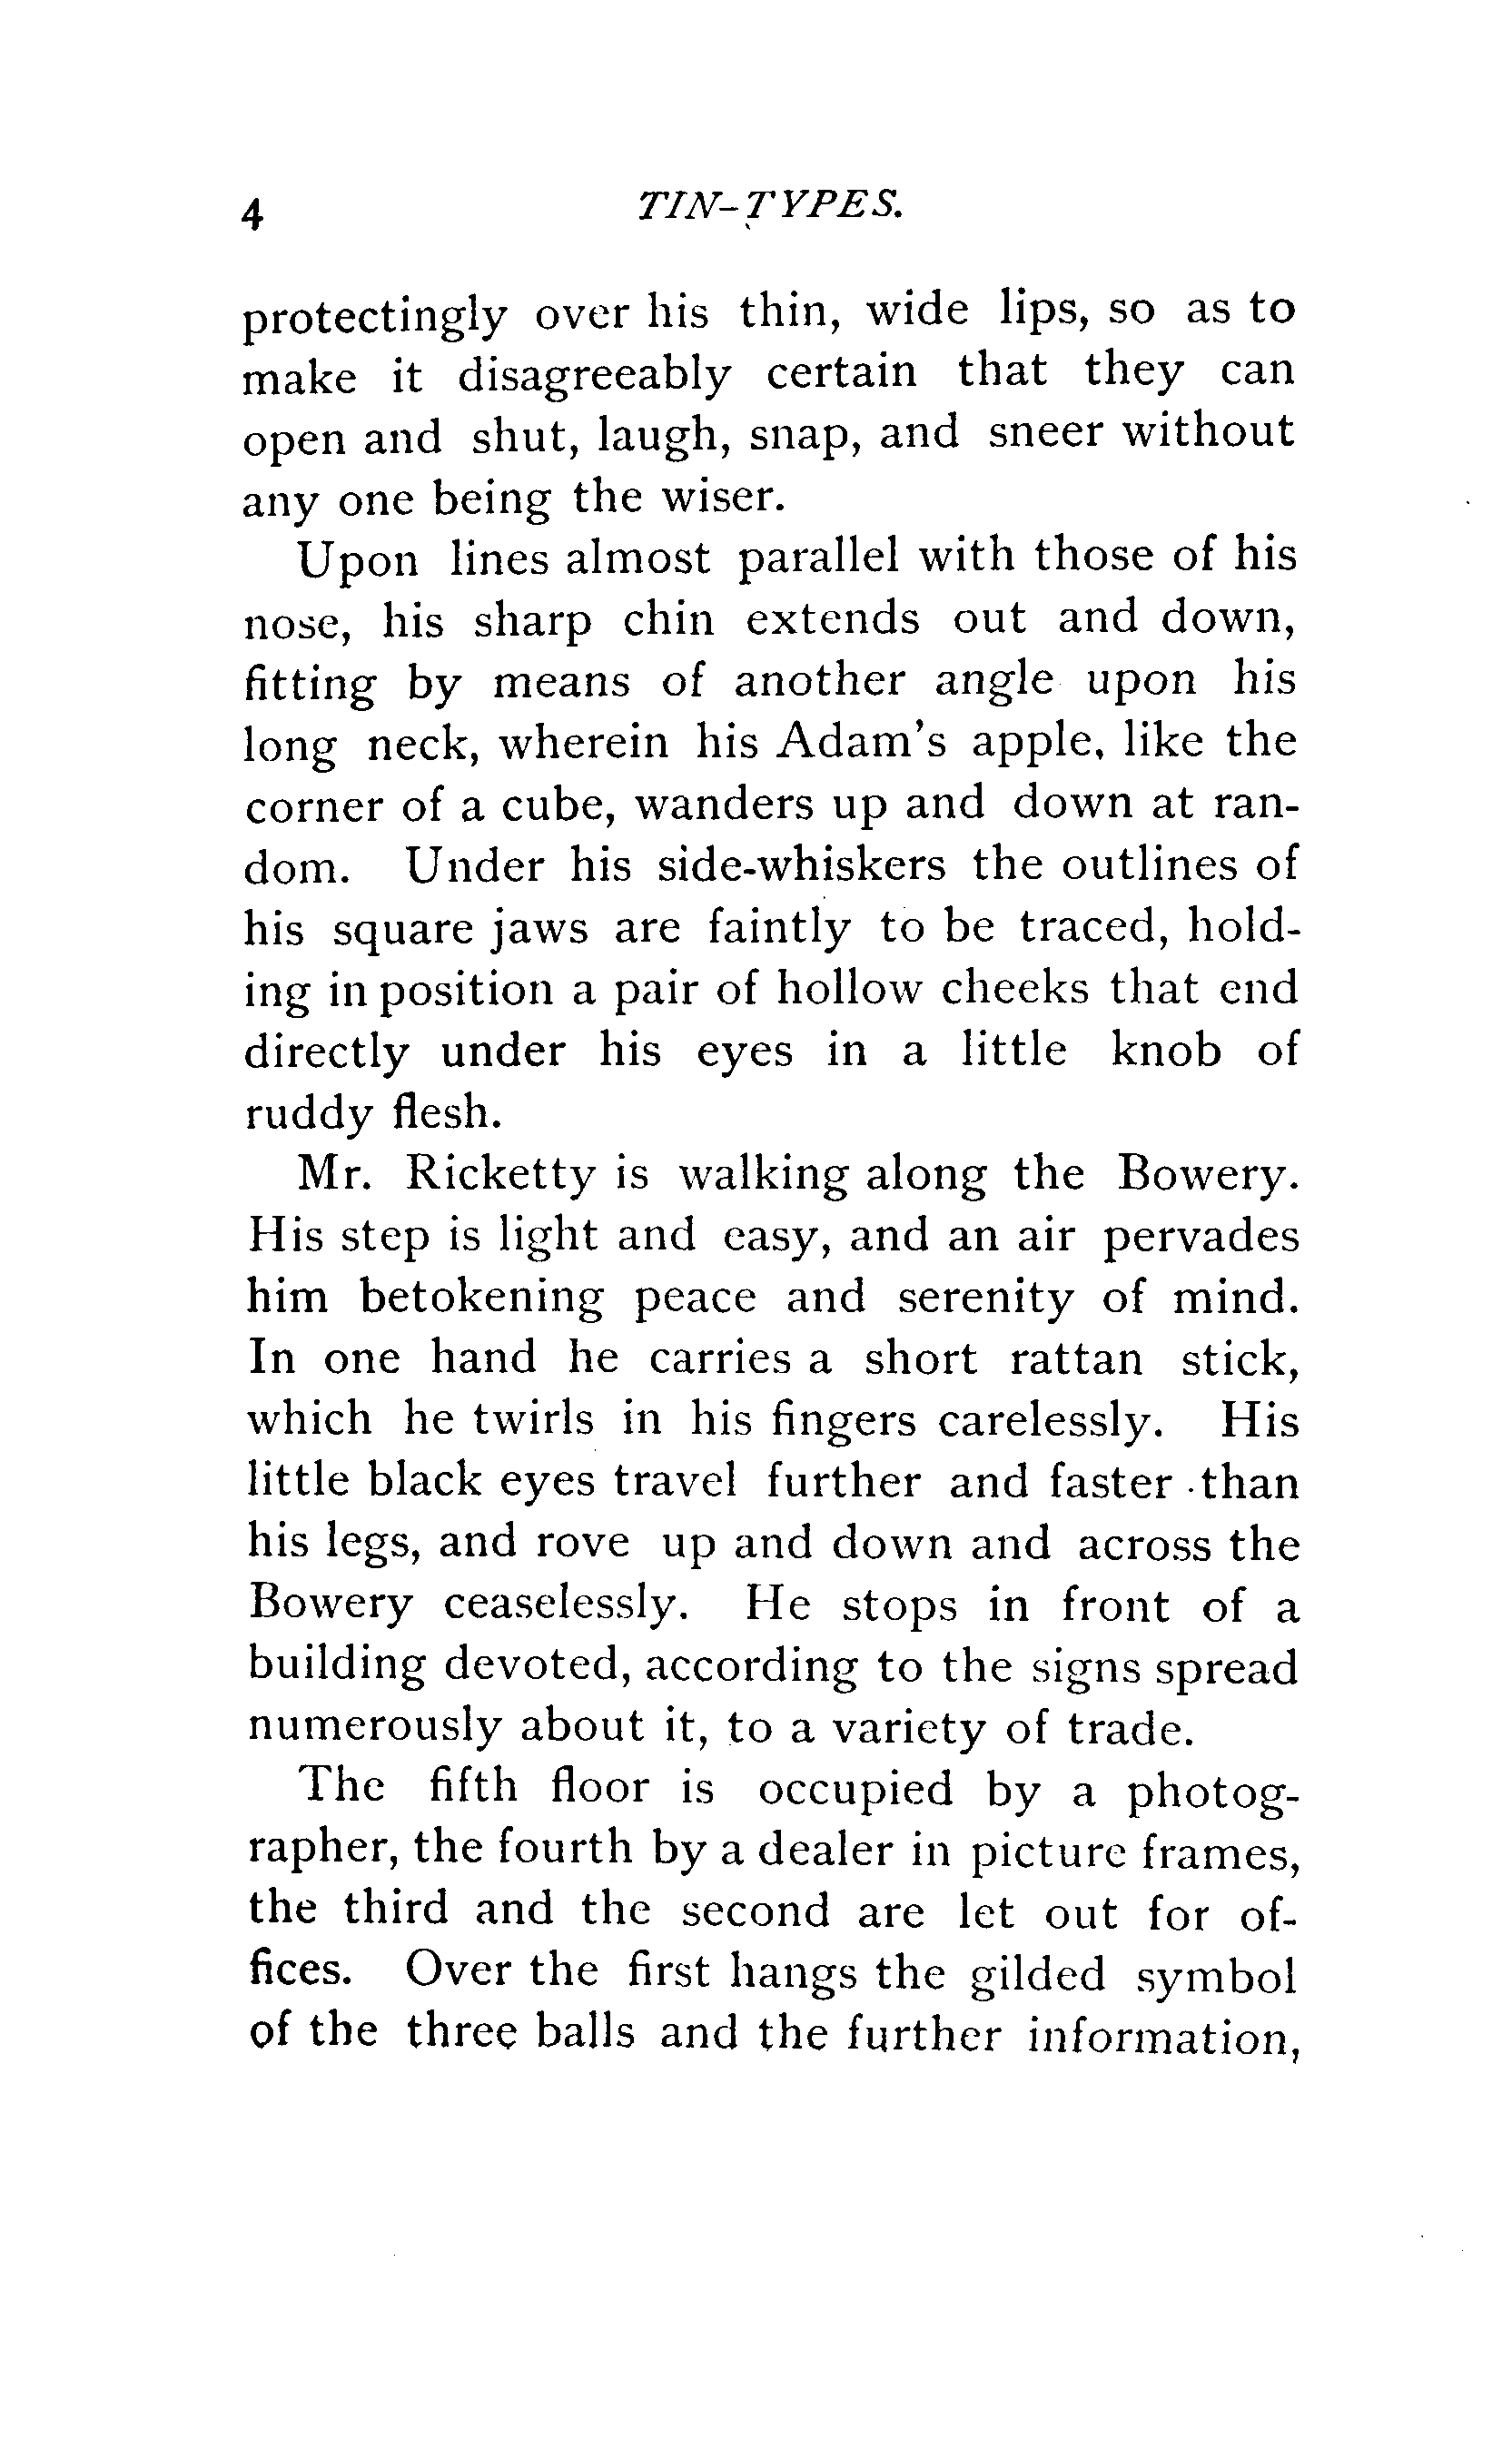 4 TIN-TYPES.
protectingly over his thin, wide lips, so as to
make it disagreeably certain that they can
open and shut, laugh, snap, and sneer without
any one being the wiser.
Upon lines almost parallel with those of his
nose, his sharp chin extends out and down,
fitting by means of another angle upon his
long neck, wherein his Adam's apple, like the
corner of a cube, wanders up and down at ran-
dom. Under his side-whiskers the outlines of
his square jaws are faintly to be traced, hold-
ing in position a pair of hollow cheeks that end
directly under his eyes in a little knob of
ruddy flesh.
Mr. Ricketty is walking along the Bowery.
His step is light and easy, and an air pervades
him betokening peace and serenity of mind.
In one hand he carries a short rattan stick,
which he twirls in his fingers carelessly. His
little black eyes travel further and faster than
his legs, and rove up and down and across the
Bowery ceaselessly. He stops in front of a
building devoted, according to the signs spread
numerously about it, to a variety of trade.
The fifth floor is occupied by a photog-
rapher, the fourth by a dealer in picture frames,
the third and the second are let out for of-
fices. Over the first hangs the gilded symbol
of the three balls and the further information,